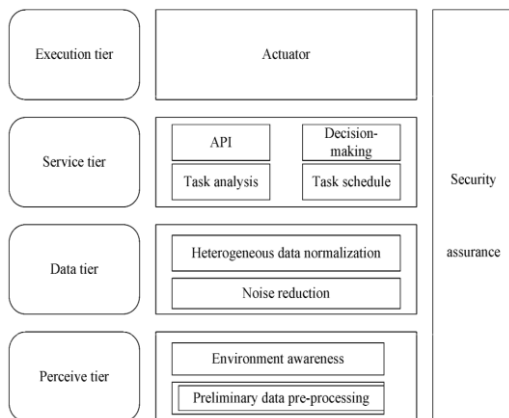 Execution tier
Actuator
Service tier
API
Decision-
making
Task analysis
Task schedule
Security
assurance
Data tier
Heterogeneous data normalization
Noise reduction
Perceive tier
Environment awareness
Preliminary data pre-processing